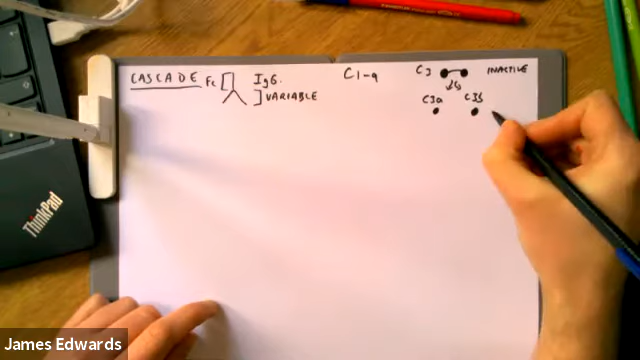 CASCADE Fc IgG. C1-9 C3 INACTIVE
] VARIABLE
C3a C3b
ThinkPad
James Edwards